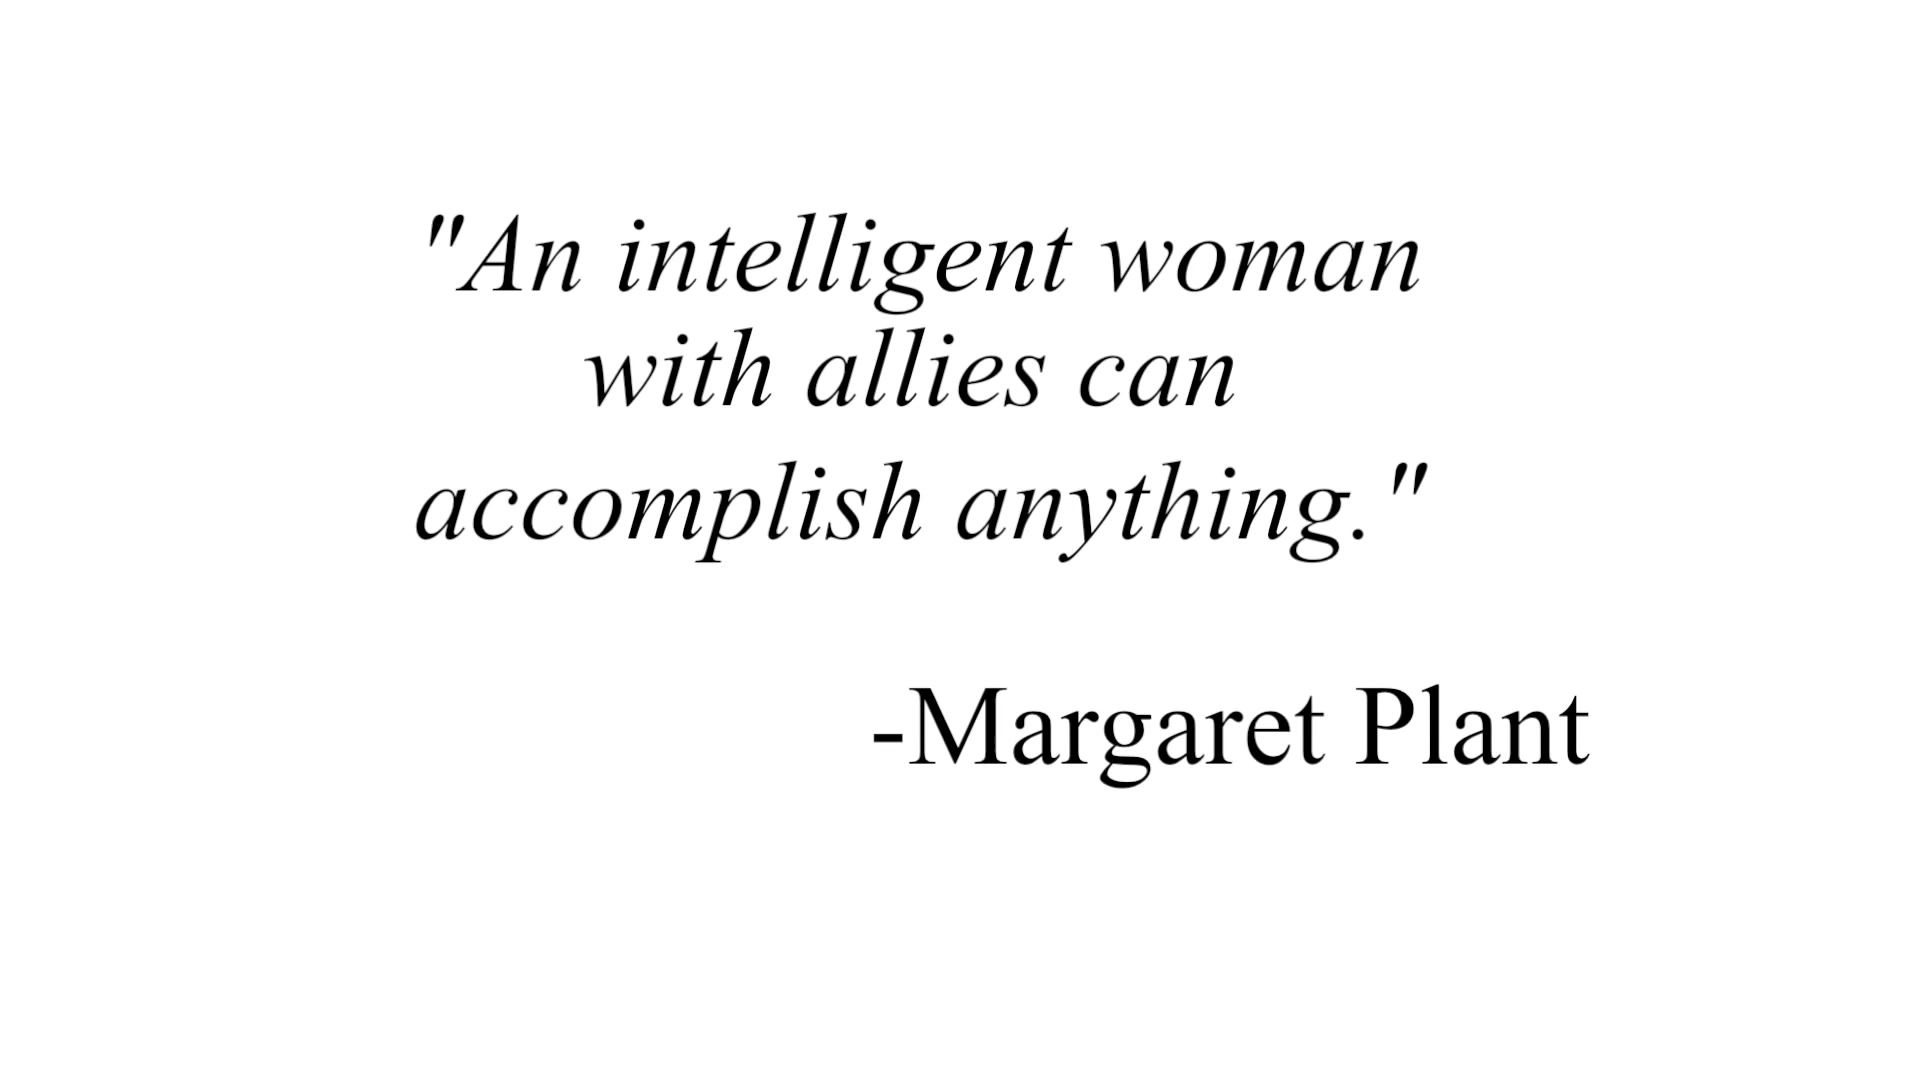 "An intelligent woman
with allies can
accomplish anything."
-Margaret Plant